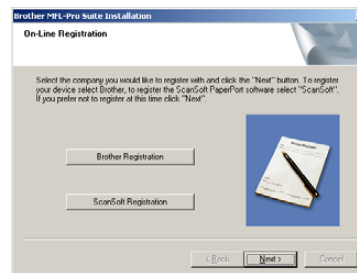 Brother MFL-Pro Suite Installation
On-Line Registration
Select the company you would like to register with and click the "Next" button. To register
your device select Brother, to register the ScanSoft PaperPort software select "ScanSoft".
If you prefer not to register at this time click "Next".
Brother Registration
ScanSoft Registration
< Back
Next >
Cancel